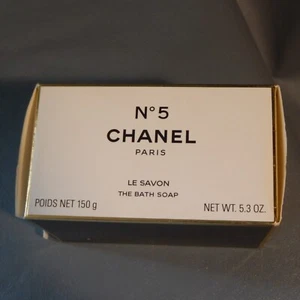 N°5
CHANEL
PARIS
LE SAVON
THE BATH SOAP
POIDS NET 150 g NET WT. 5.3 OZ.